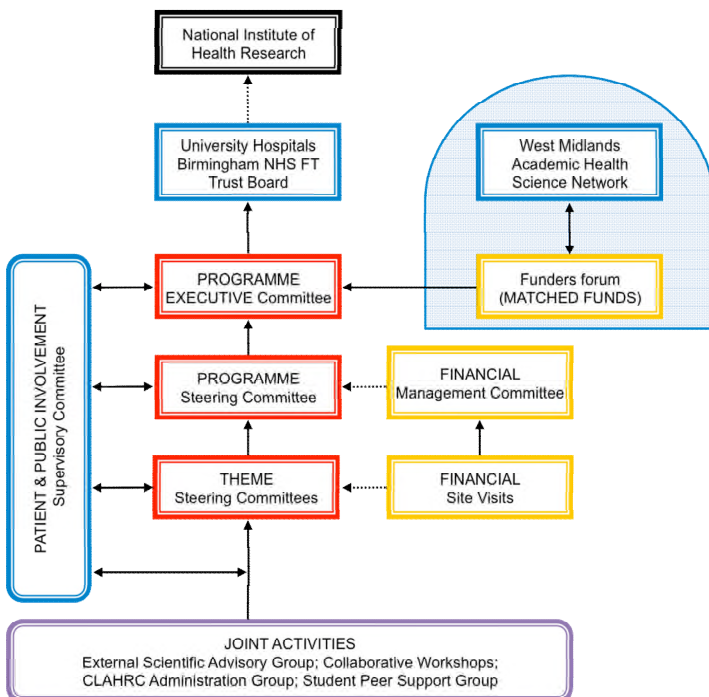 National Institute of
Health Research
University Hospitals
Birmingham NHS FT
Trust Board
West Midlands
Academic Health
Science Network
PROGRAMME
EXECUTIVE Committee
Funders forum
(MATCHED FUNDS)
PATIENT & PUBLIC INVOLVEMENT
Supervisory Committee
PROGRAMME
Steering Committee
FINANCIAL
Management Committee
THEME
Steering Committees
FINANCIAL
Site Visits
JOINT ACTIVITIES
External Scientific Advisory Group; Collaborative Workshops;
CLAHRC Administration Group; Student Peer Support Group